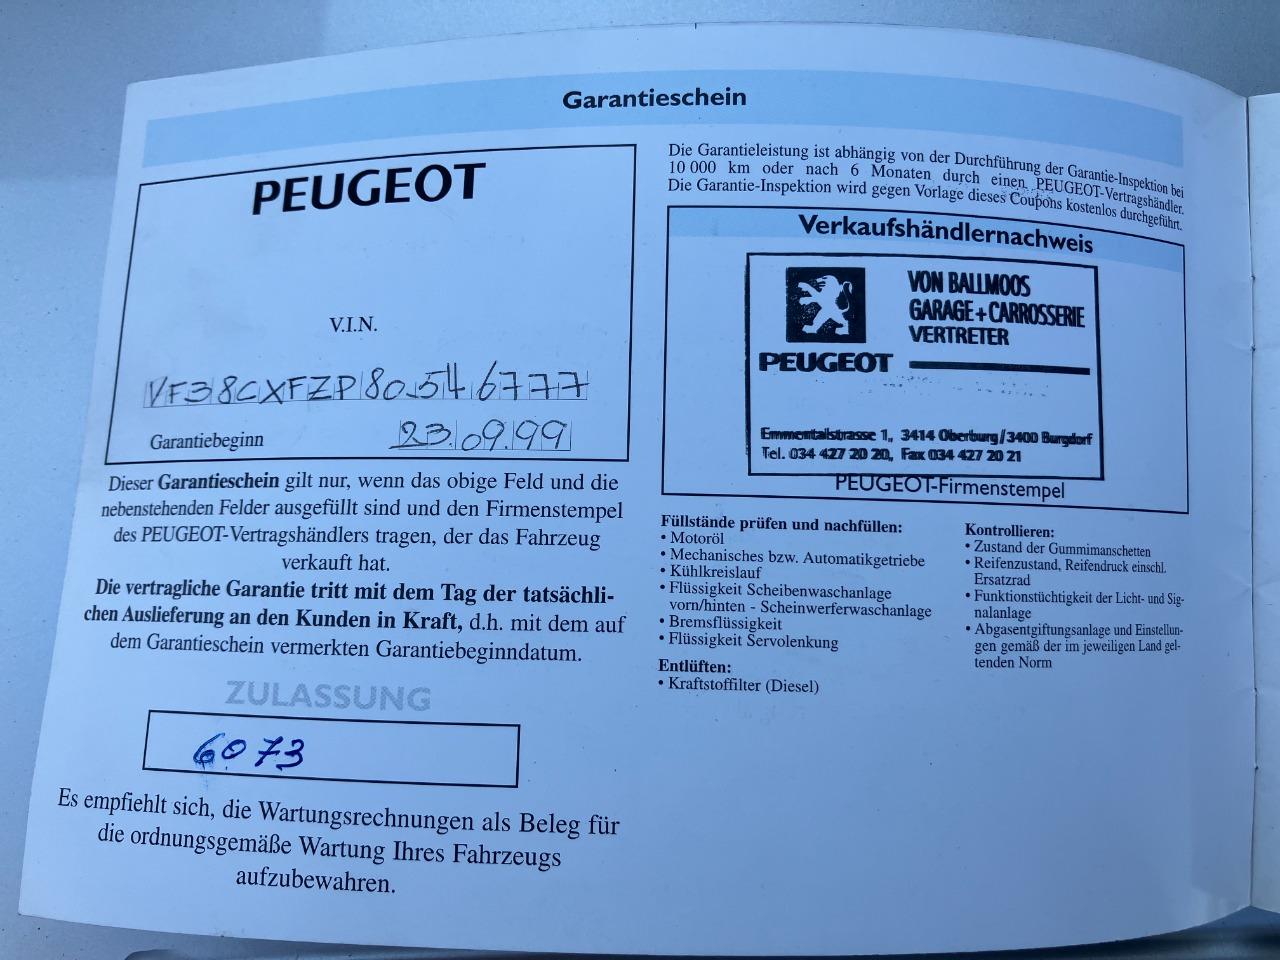 Garantieschein
PEUGEOT
V.I.N.
VF38CXFZP80546777
Garantiebeginn 23.09.99
Dieser Garantieschein gilt nur, wenn das obige Feld und die
nebenstehenden Felder ausgefüllt sind und den Firmenstempel
des PEUGEOT-Vertragshändlers tragen, der das Fahrzeug
verkauft hat.
Die vertragliche Garantie tritt mit dem Tag der tatsächli-
chen Auslieferung an den Kunden in Kraft, d.h. mit dem auf
dem Garantieschein vermerkten Garantiebeginndatum.
ZULASSUNG
6073
Es empfiehlt sich, die Wartungsrechnungen als Beleg für
die ordnungsgemäße Wartung Ihres Fahrzeugs
aufzubewahren.
Die Garantieleistung ist abhängig von der Durchführung der Garantie-Inspektion bei
10 000 km oder nach 6 Monaten durch einen PEUGEOT-Vertragshändler.
Die Garantie-Inspektion wird gegen Vorlage dieses Coupons kostenlos durchgeführt.
Verkaufshändlernachweis
VON BALLMOOS
GARAGE+CARROSSERIE
VERTRETER
PEUGEOT
Emmentalstrasse 1, 3414 Oberburg/3400 Burgdorf
Tel. 034 427 20 20, Fax 034 427 20 21
PEUGEOT-Firmenstempel
Füllstände prüfen und nachfüllen:
• Motoröl
• Mechanisches bzw. Automatikgetriebe
• Kühlkreislauf
• Flüssigkeit Scheibenwaschanlage
vorn/hinten - Scheinwerferwaschanlage
• Bremsflüssigkeit
• Flüssigkeit Servolenkung
Entlüften:
• Kraftstoffilter (Diesel)
Kontrollieren:
• Zustand der Gummimanschetten
• Reifenzustand, Reifendruck einschl.
Ersatzrad
• Funktionstüchtigkeit der Licht- und Sig-
nalanlage
• Abgasentgiftungsanlage und Einstellun-
gen gemäß der im jeweiligen Land gel-
tenden Norm